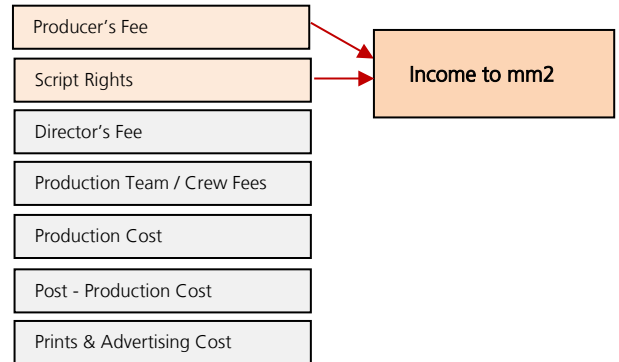 Producer’s Fee
Income to mm2
Script Rights
Director’s Fee
Production Team / Crew Fees
Production Cost
Post - Production Cost
Prints & Advertising Cost